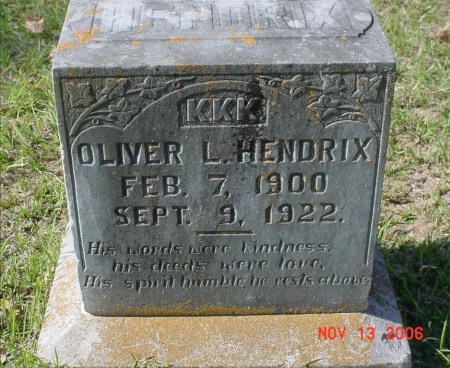 HENDRIX
KKK
OLIVER L. HENDRIX
FEB. 7, 1900
SEPT. 9, 1922.
His words were kindness,
his deeds were love,
His spirit humble he rests above.
NOV 13 2006